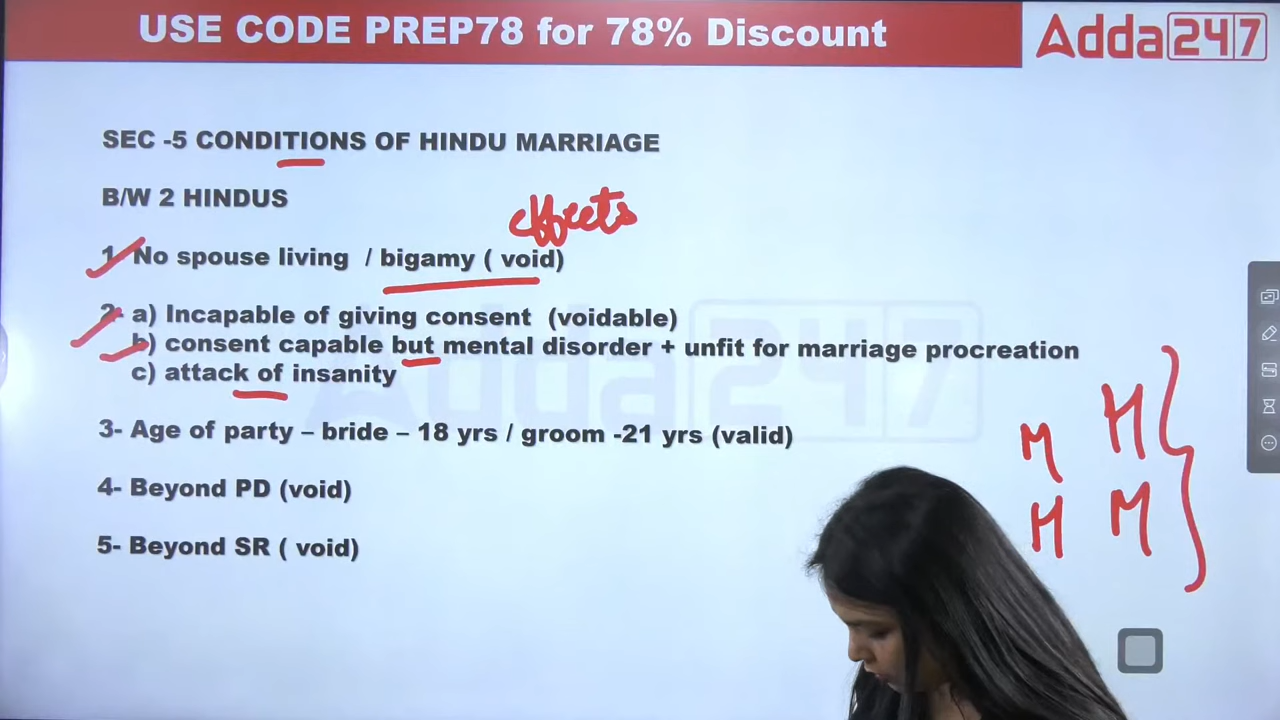 USE CODE PREP78 for 78% Discount
Adda247
SEC -5 CONDITIONS OF HINDU MARRIAGE
B/W 2 HINDUS
effects
1- No spouse living / bigamy ( void)
2- a) Incapable of giving consent (voidable)
b) consent capable but mental disorder + unfit for marriage procreation
c) attack of insanity
3- Age of party – bride – 18 yrs / groom -21 yrs (valid)
4- Beyond PD (void)
5- Beyond SR ( void)
M H
H M
Adda247